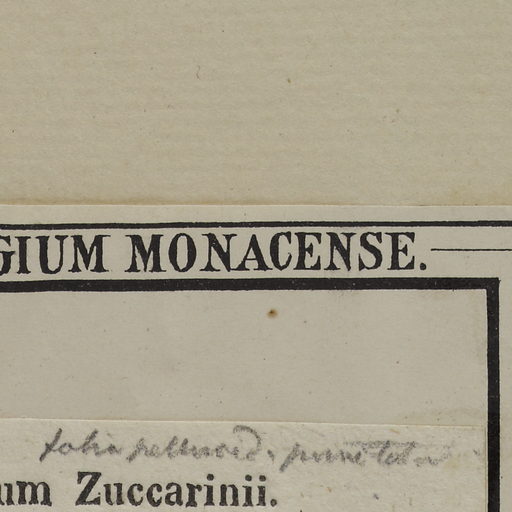 GIUM MONACENSE.
folia pellucid. punctata
um Zuccarinii.